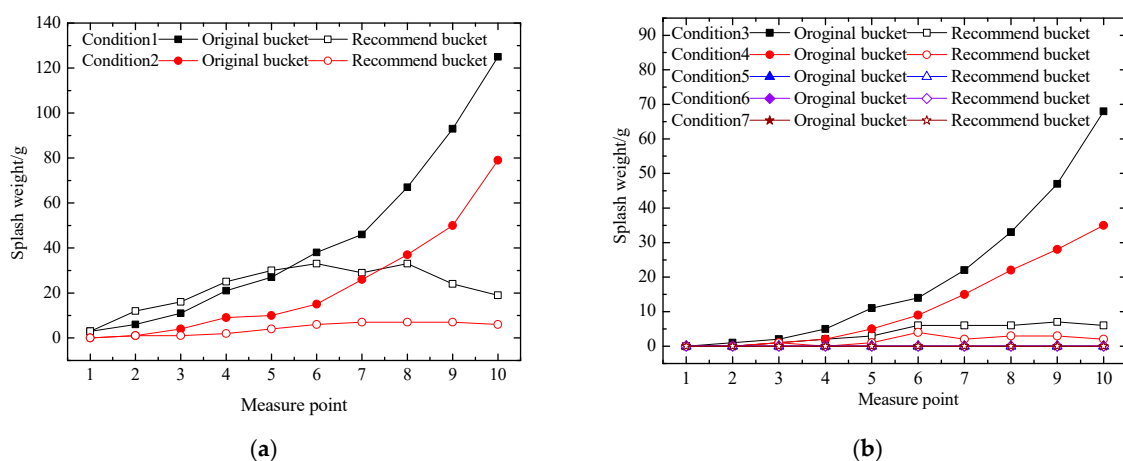 140
Condition1 Original bucket Recommend bucket
Condition2 Original bucket Recommend bucket
120
100
80
60
40
20
0
Splash weight/g
1 2 3 4 5 6 7 8 9 10
Measure point
(a)
90
80
70
60
50
40
30
20
10
0
Condition3 Oroginal bucket Recommend bucket
Condition4 Oroginal bucket Recommend bucket
Condition5 Oroginal bucket Recommend bucket
Condition6 Oroginal bucket Recommend bucket
Condition7 Oroginal bucket Recommend bucket
Splash weight/g
1 2 3 4 5 6 7 8 9 10
Measure point
(b)